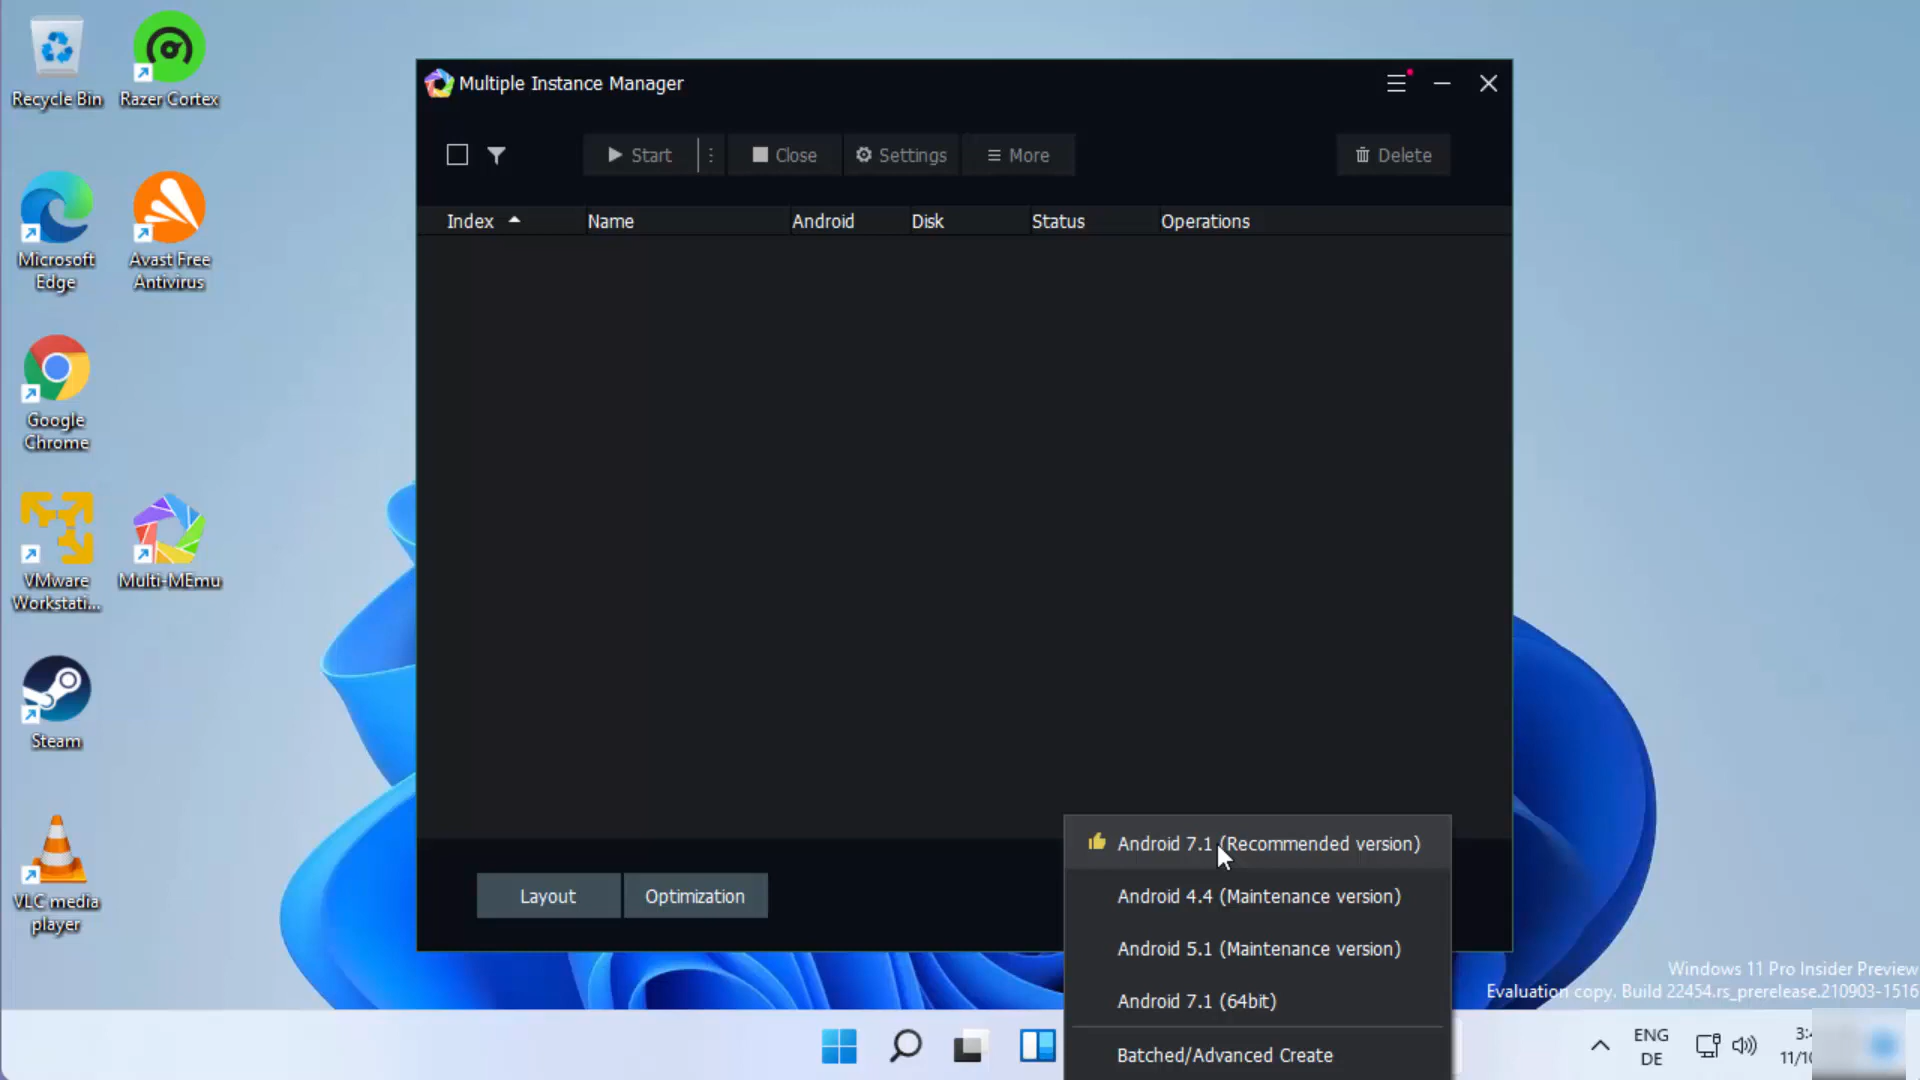 Recycle Bin
Razer Cortex
Microsoft
Edge
Avast Free
Antivirus
Google
Chrome
VMware
Workstati...
Multi-MEmu
Steam
VLC media
player
Multiple Instance Manager
Start
Close
Settings
More
Delete
Index
Name
Android
Disk
Status
Operations
Layout
Optimization
Android 7.1 (Recommended version)
Android 4.4 (Maintenance version)
Android 5.1 (Maintenance version)
Android 7.1 (64bit)
Batched/Advanced Create
Windows 11 Pro Insider Preview
Evaluation copy. Build 22454.rs_prerelease.210903-1516
ENG
DE